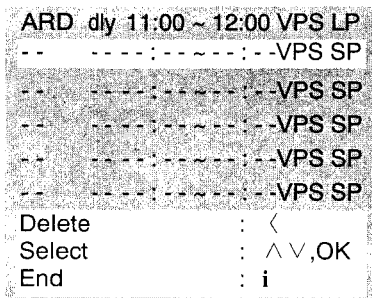 ARD dly 11:00 ~ 12:00 VPS LP
-- ----:--~--:--VPS SP
-- ----:--~--:--VPS SP
-- ----:--~--:--VPS SP
-- ----:--~--:--VPS SP
-- ----:--~--:--VPS SP
Delete : 〈
Select : ∧∨,OK
End : i